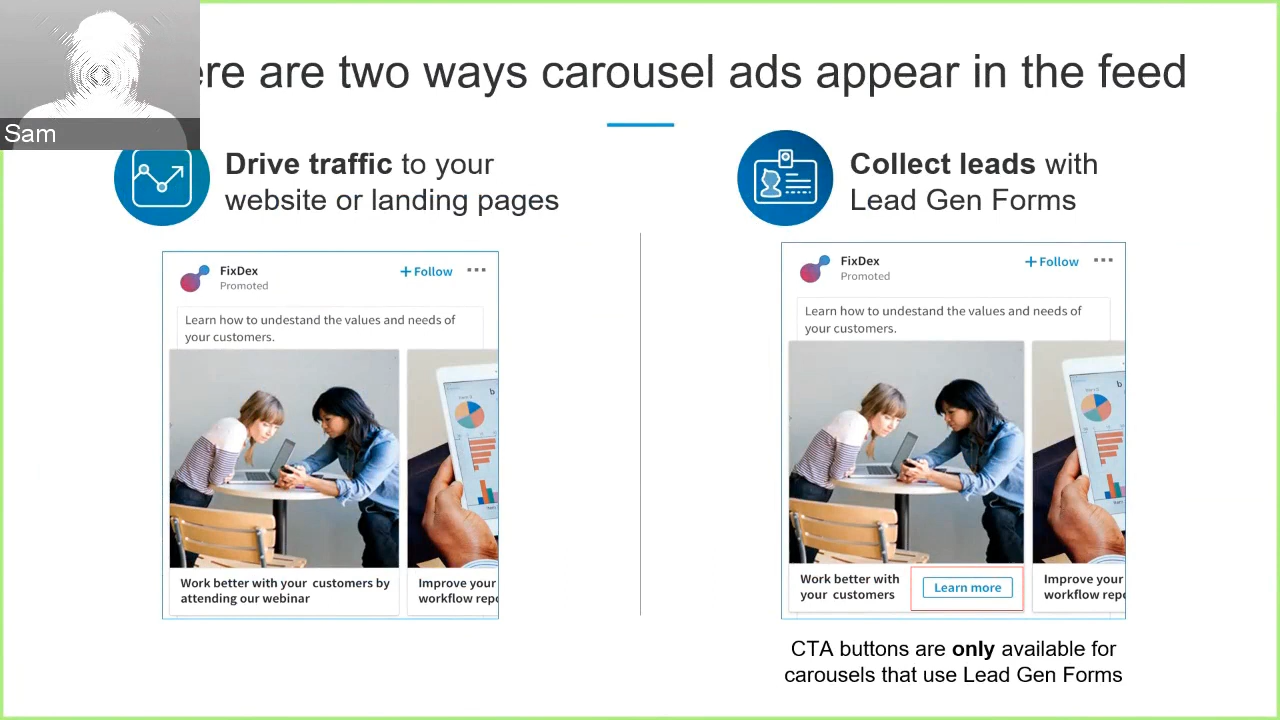 Sam
ere are two ways carousel ads appear in the feed
Drive traffic to your
website or landing pages
FixDex
Promoted
+ Follow
Learn how to undestand the values and needs of
your customers.
Work better with your customers by
attending our webinar
Improve your
workflow repo
Collect leads with
Lead Gen Forms
FixDex
Promoted
+ Follow
Learn how to undestand the values and needs of
your customers.
Work better with
your customers
Learn more
Improve your
workflow repo
CTA buttons are only available for
carousels that use Lead Gen Forms